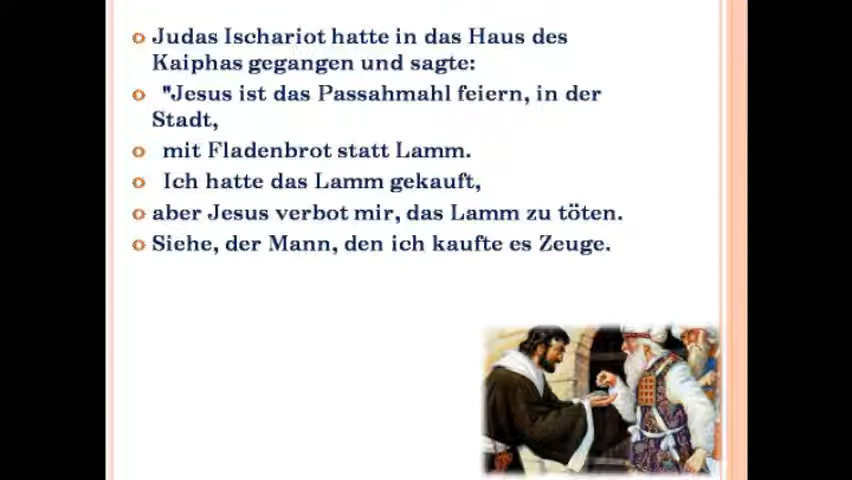 Judas Ischariot hatte in das Haus des
Kaiphas gegangen und sagte:
"Jesus ist das Passahmahl feiern, in der
Stadt,
mit Fladenbrot statt Lamm.
Ich hatte das Lamm gekauft,
aber Jesus verbot mir, das Lamm zu töten.
Siehe, der Mann, den ich kaufte es Zeuge.